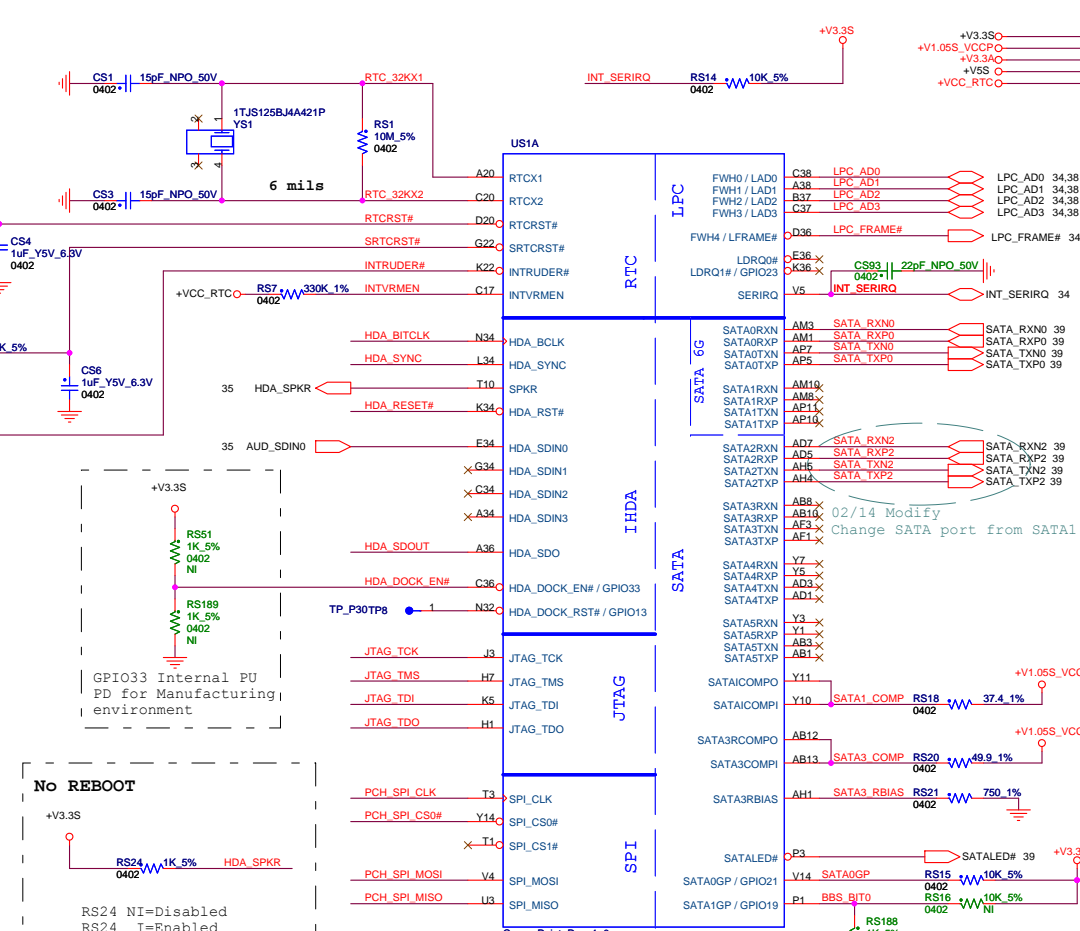 +V3.3S
+V3.3S
+V1.05S_VCCP
+V3.3A
+V5S
+VCC_RTC
CS1 15pF_NPO_50V
0402
RTC_32KX1
INT_SERIRQ RS14 10K_5%
0402
1TJS125BJ4A421P
YS1
2 1
3 4
RS1
10M_5%
0402
6 mils
CS3 15pF_NPO_50V
0402
RTC_32KX2
RTCRST#
CS4
1uF_Y5V_6.3V
0402
SRTCRST#
INTRUDER#
+VCC_RTC RS7 330K_1% INTVRMEN
0402
K_5%
CS6
1uF_Y5V_6.3V
0402
US1A
A20 RTCX1
C20 RTCX2
D20 RTCRST#
G22 SRTCRST#
K22 INTRUDER#
C17 INTVRMEN
RTC
LPC
FWH0 / LAD0 C38 LPC_AD0 LPC_AD0 34,38
FWH1 / LAD1 A38 LPC_AD1 LPC_AD1 34,38
FWH2 / LAD2 B37 LPC_AD2 LPC_AD2 34,38
FWH3 / LAD3 C37 LPC_AD3 LPC_AD3 34,38
FWH4 / LFRAME# D36 LPC_FRAME# LPC_FRAME# 34
LDRQ0# E36
LDRQ1# / GPIO23 K36
CS93 22pF_NPO_50V
0402
SERIRQ V5 INT_SERIRQ INT_SERIRQ 34
HDA_BITCLK N34 HDA_BCLK
HDA_SYNC L34 HDA_SYNC
35 HDA_SPKR T10 SPKR
HDA_RESET# K34 HDA_RST#
35 AUD_SDIN0 E34 HDA_SDIN0
G34 HDA_SDIN1
C34 HDA_SDIN2
A34 HDA_SDIN3
HDA_SDOUT A36 HDA_SDO
HDA_DOCK_EN# C36 HDA_DOCK_EN# / GPIO33
TP_P30TP8 1 N32 HDA_DOCK_RST# / GPIO13
IHDA
SATA 6G
SATA0RXN AM3 SATA_RXN0 SATA_RXN0 39
SATA0RXP AM1 SATA_RXP0 SATA_RXP0 39
SATA0TXN AP7 SATA_TXN0 SATA_TXN0 39
SATA0TXP AP5 SATA_TXP0 SATA_TXP0 39
SATA1RXN AM10
SATA1RXP AM8
SATA1TXN AP11
SATA1TXP AP10
SATA2RXN AD7 SATA_RXN2 SATA_RXN2 39
SATA2RXP AD5 SATA_RXP2 SATA_RXP2 39
SATA2TXN AH5 SATA_TXN2 SATA_TXN2 39
SATA2TXP AH4 SATA_TXP2 SATA_TXP2 39
02/14 Modify
Change SATA port from SATA1
SATA3RXN AB8
SATA3RXP AB10
SATA3TXN AF3
SATA3TXP AF1
SATA
SATA4RXN Y7
SATA4RXP Y5
SATA4TXN AD3
SATA4TXP AD1
SATA5RXN Y3
SATA5RXP Y1
SATA5TXN AB3
SATA5TXP AB1
SATAICOMPO Y11
+V1.05S_VCC
SATAICOMPI Y10 SATA1_COMP RS18 37.4_1%
0402
SATA3RCOMPO AB12
+V1.05S_VCC
SATA3COMPI AB13 SATA3_COMP RS20 49.9_1%
0402
SATA3RBIAS AH1 SATA3_RBIAS RS21 750_1%
0402
SATALED# P3 SATALED# 39
+V3.3
SATA0GP / GPIO21 V14 SATA0GP RS15 10K_5%
0402
SATA1GP / GPIO19 P1 BBS_BIT0 RS16 10K_5%
0402 NI
RS188
+V3.3S
RS51
1K_5%
0402
NI
RS189
1K_5%
0402
NI
GPIO33 Internal PU
PD for Manufacturing
environment
JTAG_TCK J3 JTAG_TCK
JTAG_TMS H7 JTAG_TMS
JTAG_TDI K5 JTAG_TDI
JTAG_TDO H1 JTAG_TDO
JTAG
PCH_SPI_CLK T3 SPI_CLK
PCH_SPI_CS0# Y14 SPI_CS0#
T1 SPI_CS1#
PCH_SPI_MOSI V4 SPI_MOSI
PCH_SPI_MISO U3 SPI_MISO
SPI
No REBOOT
+V3.3S
RS24 1K_5% HDA_SPKR
0402
RS24 NI=Disabled
RS24 I=Enabled